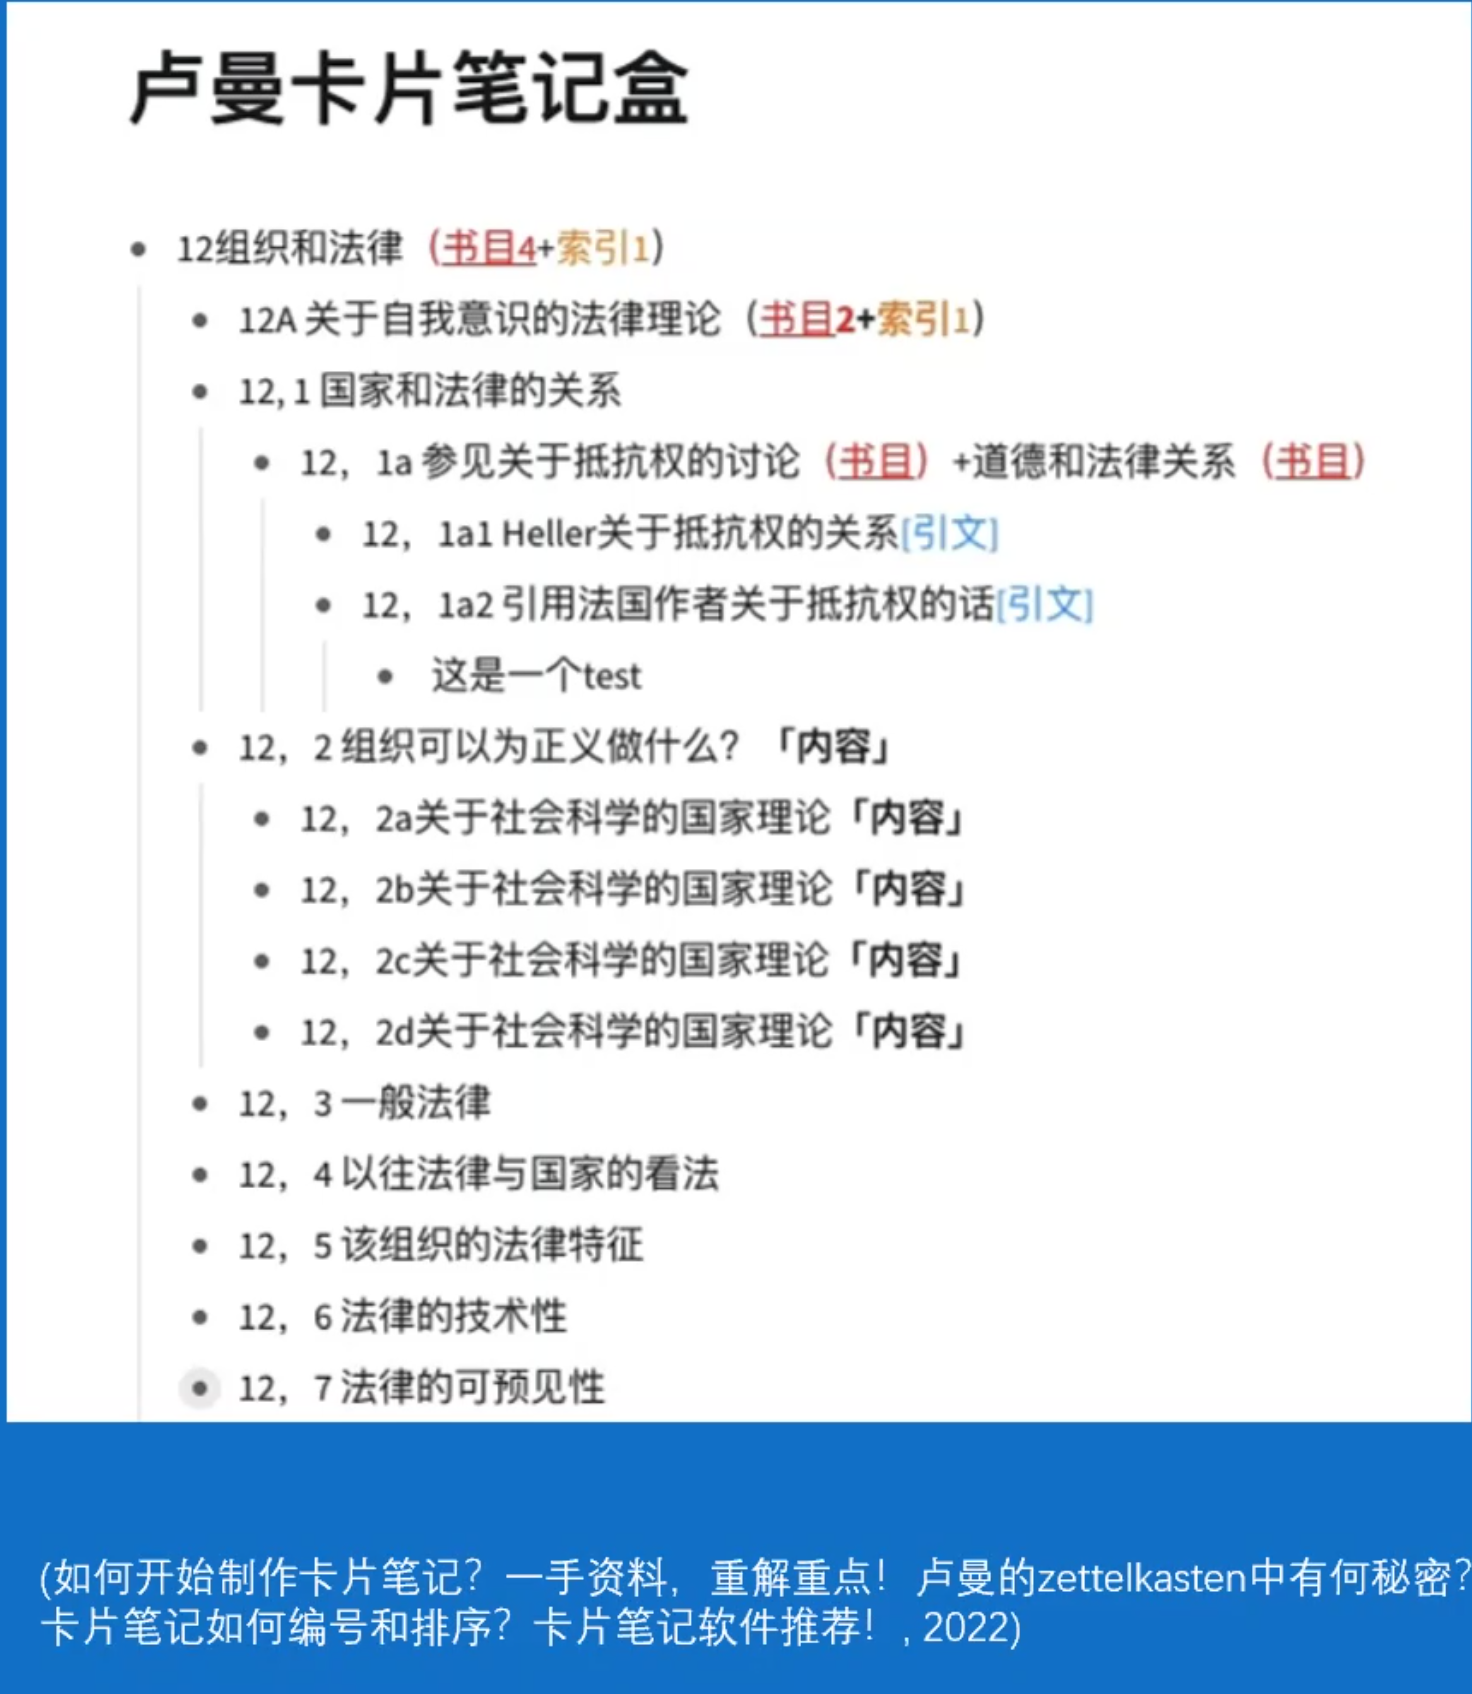 卢曼卡片笔记盒
12组织和法律（书目4+索引1）
12A 关于自我意识的法律理论（书目2+索引1）
12, 1 国家和法律的关系
12，1a 参见关于抵抗权的讨论（书目）+道德和法律关系（书目）
12，1a1 Heller关于抵抗权的关系[引文]
12，1a2 引用法国作者关于抵抗权的话[引文]
这是一个test
12，2 组织可以为正义做什么？「内容」
12，2a关于社会科学的国家理论「内容」
12，2b关于社会科学的国家理论「内容」
12，2c关于社会科学的国家理论「内容」
12，2d关于社会科学的国家理论「内容」
12，3 一般法律
12，4 以往法律与国家的看法
12，5 该组织的法律特征
12，6 法律的技术性
12，7 法律的可预见性
(如何开始制作卡片笔记？一手资料，重解重点！卢曼的zettelkasten中有何秘密？
卡片笔记如何编号和排序？卡片笔记软件推荐！, 2022)